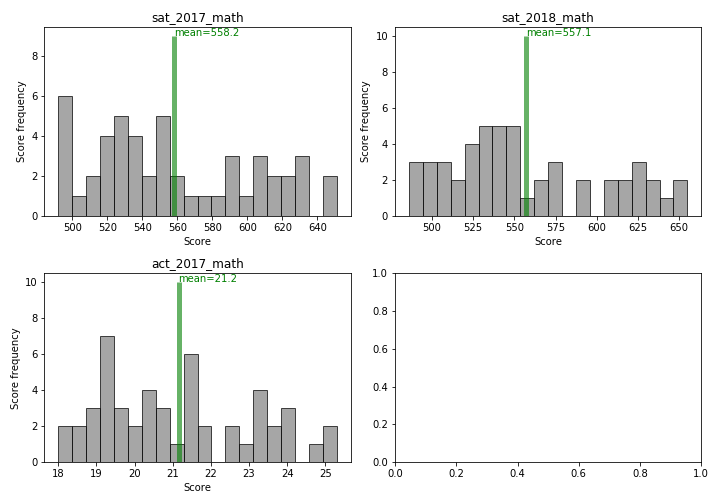 sat_2017_math
mean=558.2
Score frequency
8
6
4
2
0
500 520 540 560 580 600 620 640
Score
sat_2018_math
mean=557.1
Score frequency
10
8
6
4
2
0
500 525 550 575 600 625 650
Score
act_2017_math
mean=21.2
Score frequency
10
8
6
4
2
0
18 19 20 21 22 23 24 25
Score
1.0
0.8
0.6
0.4
0.2
0.0
0.0 0.2 0.4 0.6 0.8 1.0